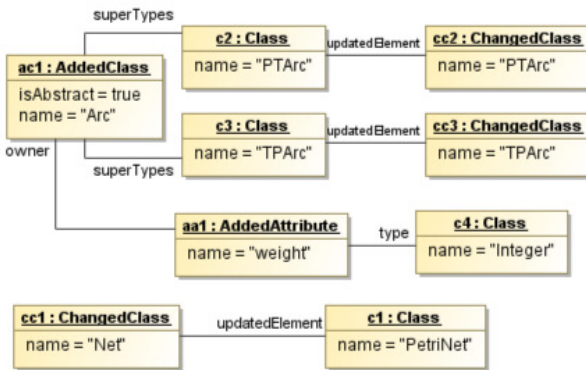 superTypes
c2 : Class
name = "PTArc"
updatedElement
cc2 : ChangedClass
name = "PTArc"
ac1 : AddedClass
isAbstract = true
name = "Arc"
c3 : Class
name = "TPArc"
updatedElement
cc3 : ChangedClass
name = "TPArc"
owner
superTypes
aa1 : AddedAttribute
name = "weight"
type
c4 : Class
name = "Integer"
cc1 : ChangedClass
name = "Net"
updatedElement
c1 : Class
name = "PetriNet"